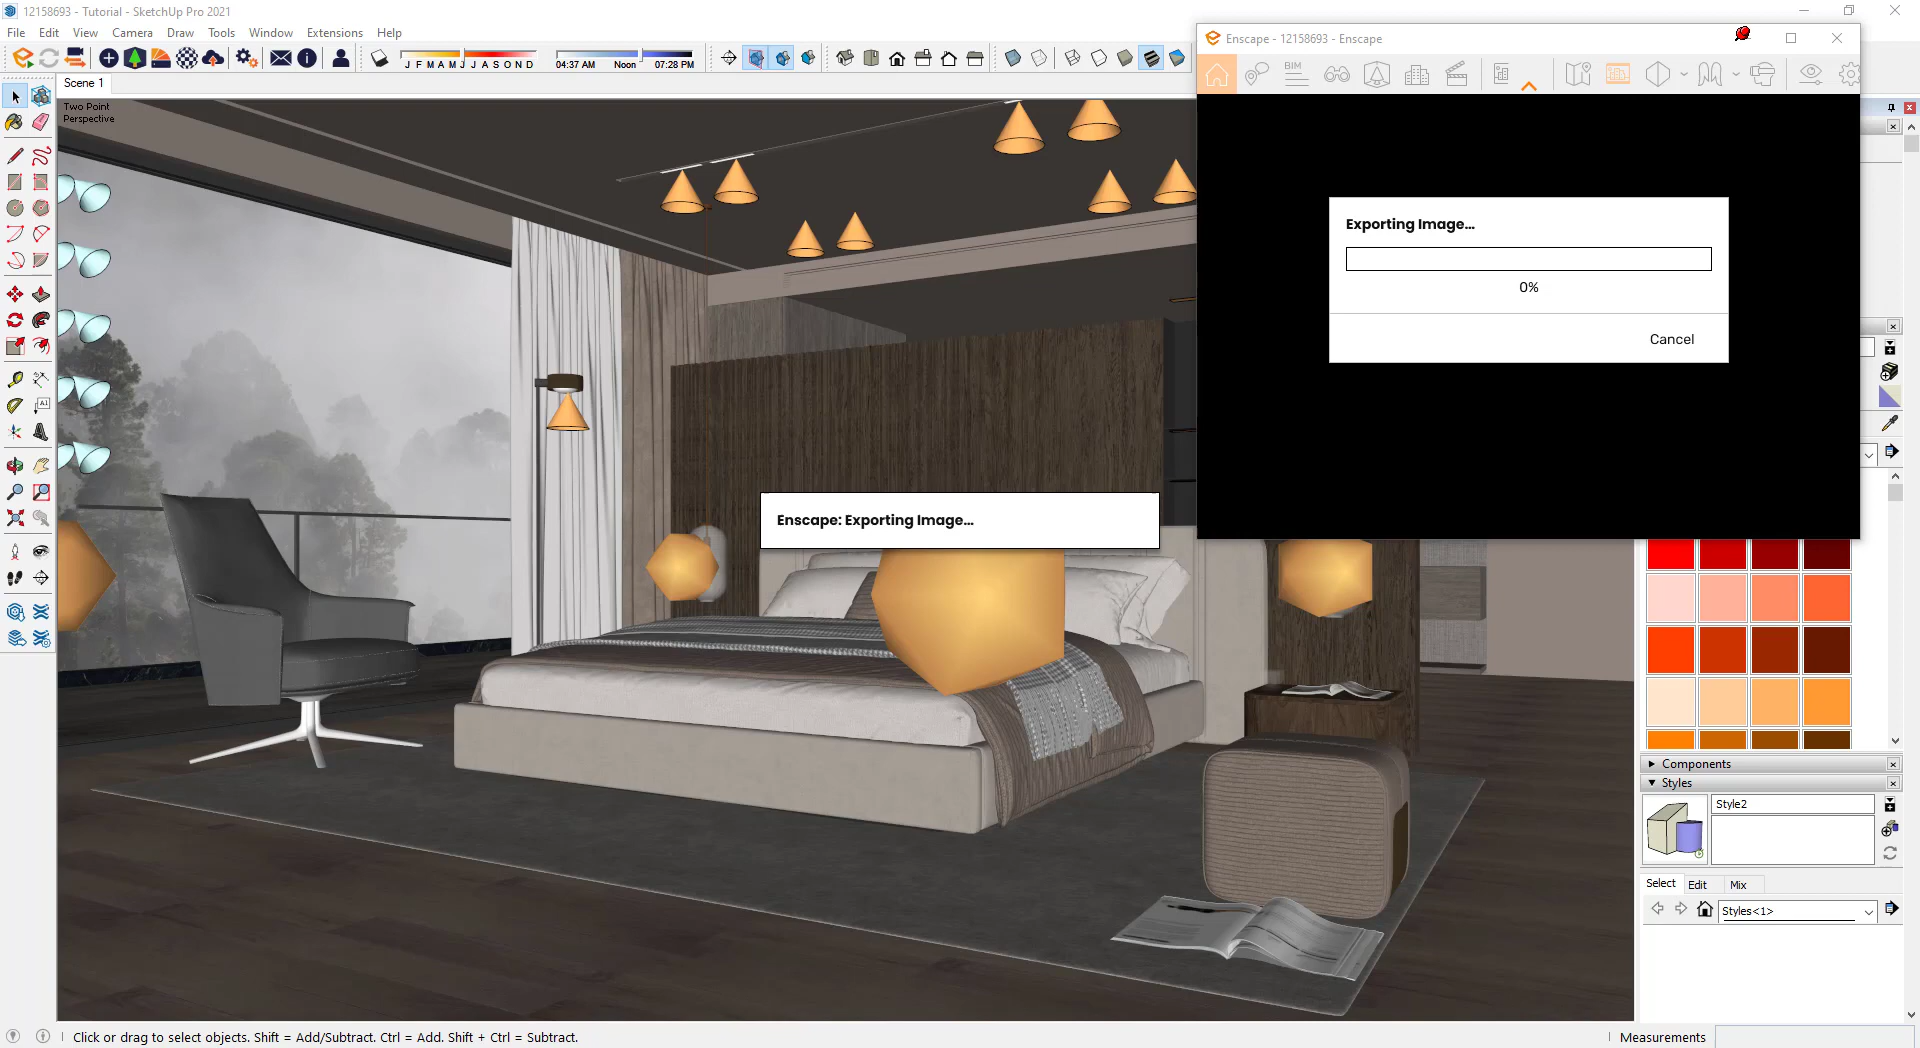 12158693 - Tutorial - SketchUp Pro 2021
File Edit View Camera Draw Tools Window Extensions Help
J F M A M J J A S O N D
04:37 AM Noon 07:28 PM
Scene 1
Two Point
Perspective
Enscape - 12158693 - Enscape
BIM
Exporting Image...
0%
Cancel
A1
Enscape: Exporting Image...
Components
Styles
Style2
Select Edit Mix
Styles<1>
Click or drag to select objects. Shift = Add/Subtract. Ctrl = Add. Shift + Ctrl = Subtract.
Measurements